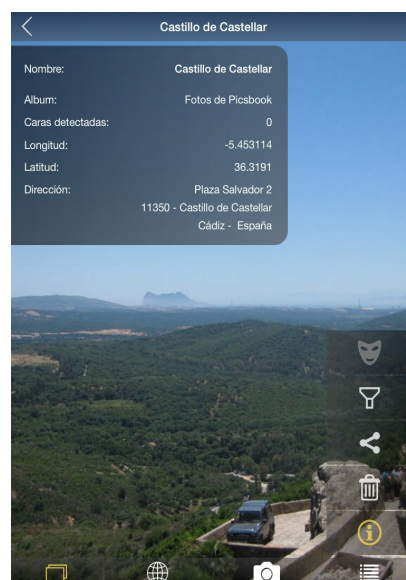 Castillo de Castellar
Nombre: Castillo de Castellar
Album: Fotos de Picsbook
Caras detectadas: 0
Longitud: -5.453114
Latitud: 36.3191
Dirección: Plaza Salvador 2
11350 - Castillo de Castellar
Cádiz - España